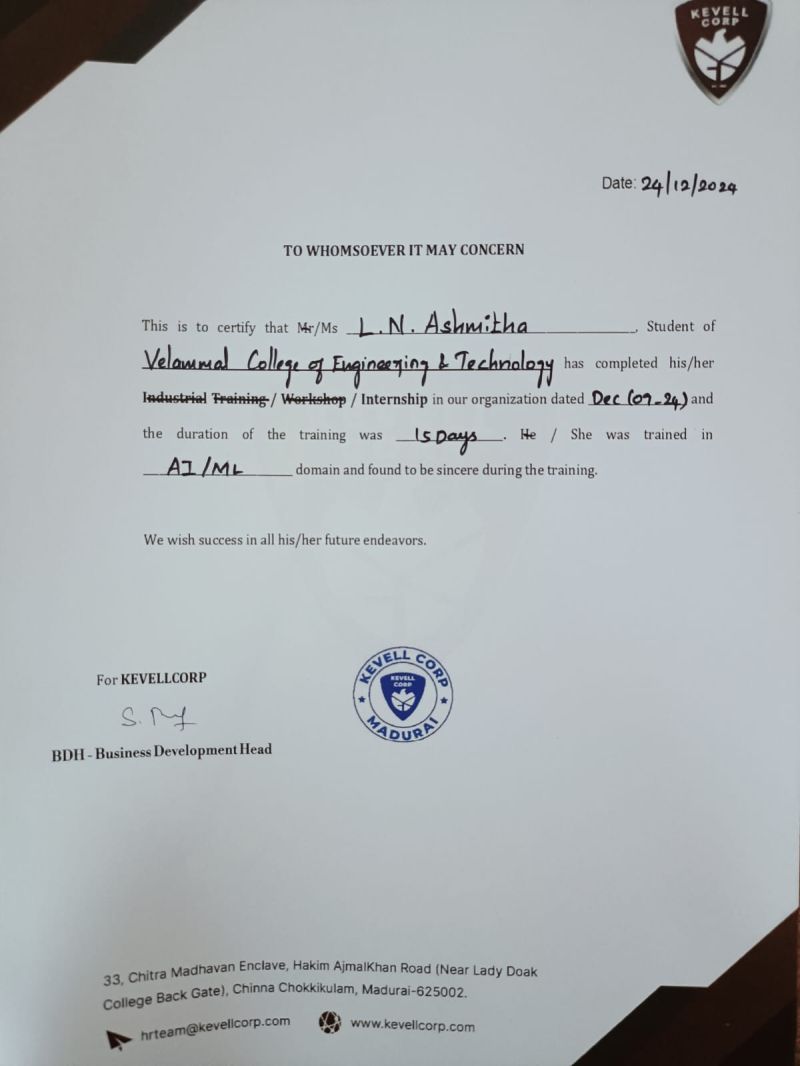 KEVELL
CORP
Date: 24/12/2024
TO WHOMSOEVER IT MAY CONCERN
This is to certify that Mr/Ms L.N. Ashmitha, Student of
Velammal College of Engineering & Technology has completed his/her
Industrial Training / Workshop / Internship in our organization dated Dec (09-24) and
the duration of the training was 15 Days. He / She was trained in
AI/ML domain and found to be sincere during the training.
We wish success in all his/her future endeavors.
For KEVELLCORP
KEVELL CORP
KEVELL
CORP
MADURAI
BDH - Business Development Head
33, Chitra Madhavan Enclave, Hakim AjmalKhan Road (Near Lady Doak
College Back Gate), Chinna Chokkikulam, Madurai-625002.
hrteam@kevellcorp.com www.kevellcorp.com